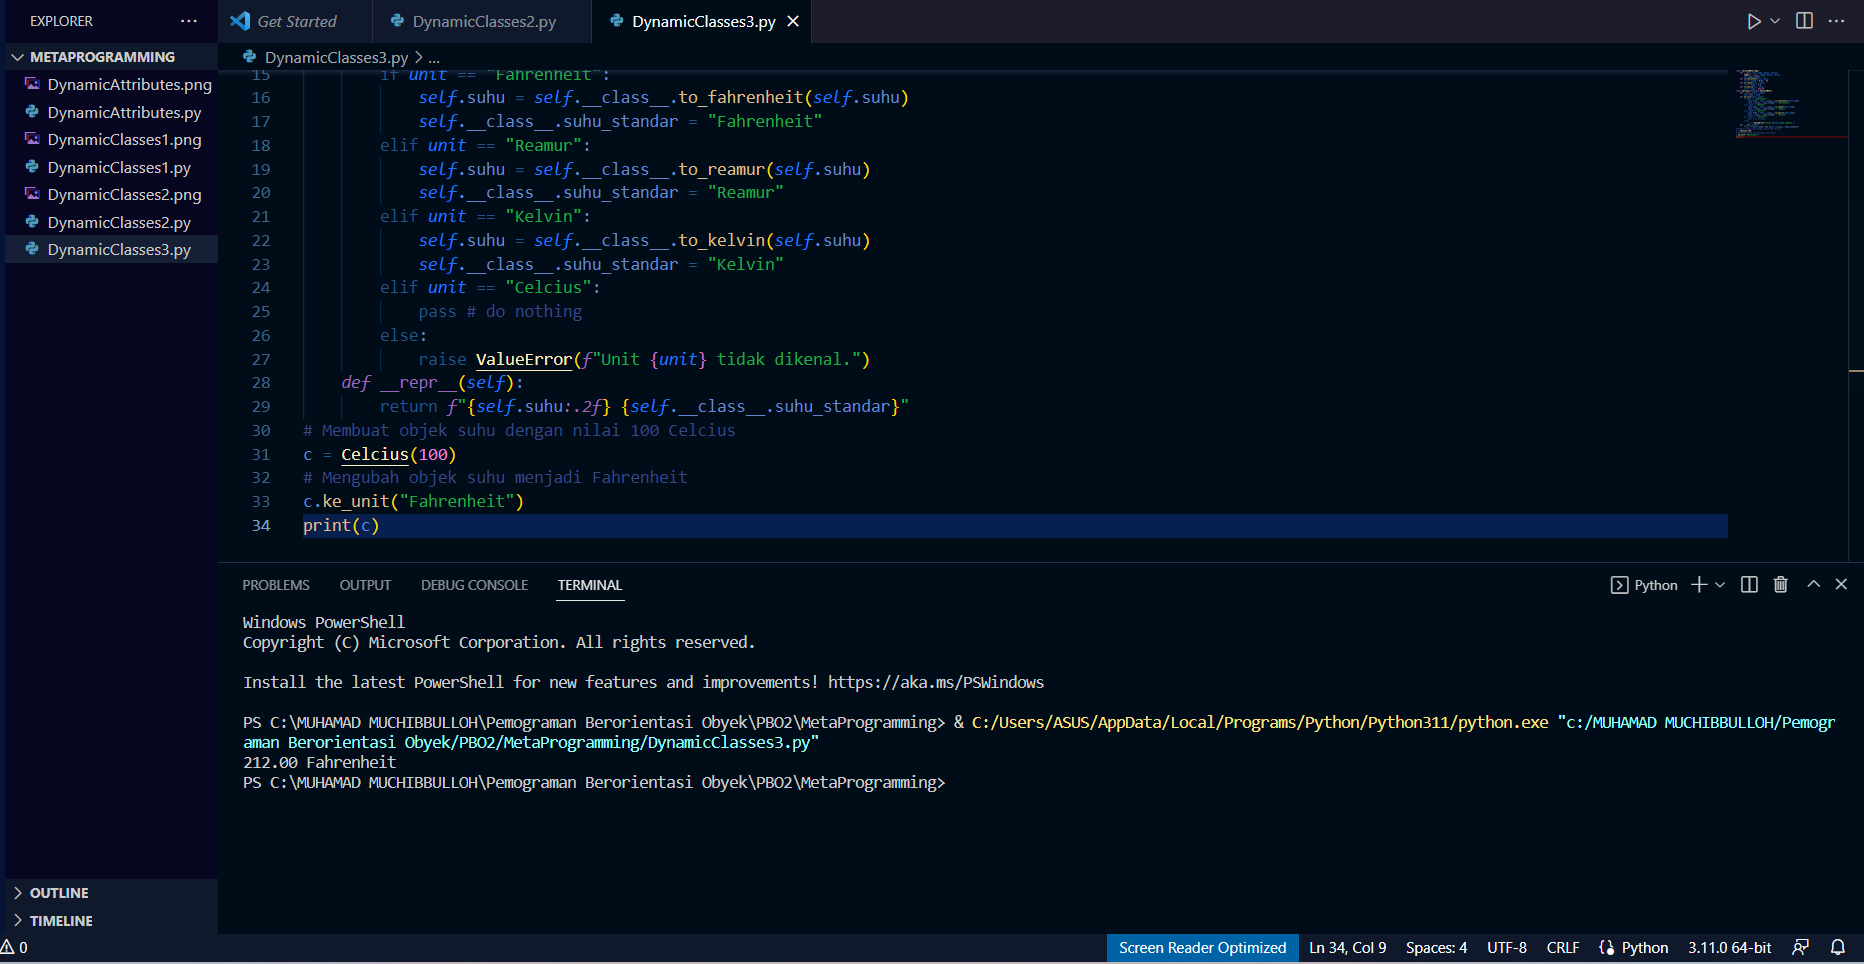 EXPLORER
METAPROGRAMMING
DynamicAttributes.png
DynamicAttributes.py
DynamicClasses1.png
DynamicClasses1.py
DynamicClasses2.png
DynamicClasses2.py
DynamicClasses3.py
OUTLINE
TIMELINE
Get Started
DynamicClasses2.py
DynamicClasses3.py
DynamicClasses3.py > ...
15 if unit == "Fahrenheit":
16 self.suhu = self.__class__.to_fahrenheit(self.suhu)
17 self.__class__.suhu_standar = "Fahrenheit"
18 elif unit == "Reamur":
19 self.suhu = self.__class__.to_reamur(self.suhu)
20 self.__class__.suhu_standar = "Reamur"
21 elif unit == "Kelvin":
22 self.suhu = self.__class__.to_kelvin(self.suhu)
23 self.__class__.suhu_standar = "Kelvin"
24 elif unit == "Celcius":
25 pass # do nothing
26 else:
27 raise ValueError(f"Unit {unit} tidak dikenal.")
28 def __repr__(self):
29 return f"{self.suhu:.2f} {self.__class__.suhu_standar}"
30 # Membuat objek suhu dengan nilai 100 Celcius
31 c = Celcius(100)
32 # Mengubah objek suhu menjadi Fahrenheit
33 c.ke_unit("Fahrenheit")
34 print(c)
PROBLEMS OUTPUT DEBUG CONSOLE TERMINAL
Python
Windows PowerShell
Copyright (C) Microsoft Corporation. All rights reserved.
Install the latest PowerShell for new features and improvements! https://aka.ms/PSWindows
PS C:\MUHAMAD MUCHIBBULLOH\Pemograman Berorientasi Obyek\PBO2\MetaProgramming> & C:/Users/ASUS/AppData/Local/Programs/Python/Python311/python.exe "c:/MUHAMAD MUCHIBBULLOH/Pemogr
aman Berorientasi Obyek/PBO2/MetaProgramming/DynamicClasses3.py"
212.00 Fahrenheit
PS C:\MUHAMAD MUCHIBBULLOH\Pemograman Berorientasi Obyek\PBO2\MetaProgramming>
0
Screen Reader Optimized Ln 34, Col 9 Spaces: 4 UTF-8 CRLF Python 3.11.0 64-bit